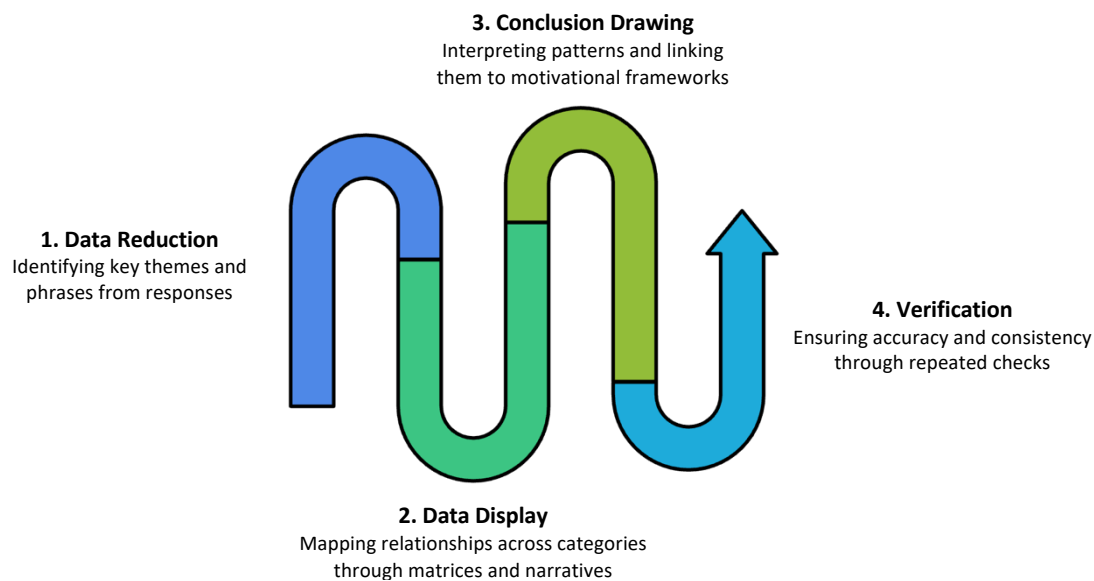 3. Conclusion Drawing
Interpreting patterns and linking
them to motivational frameworks
1. Data Reduction
Identifying key themes and
phrases from responses
4. Verification
Ensuring accuracy and consistency
through repeated checks
2. Data Display
Mapping relationships across categories
through matrices and narratives